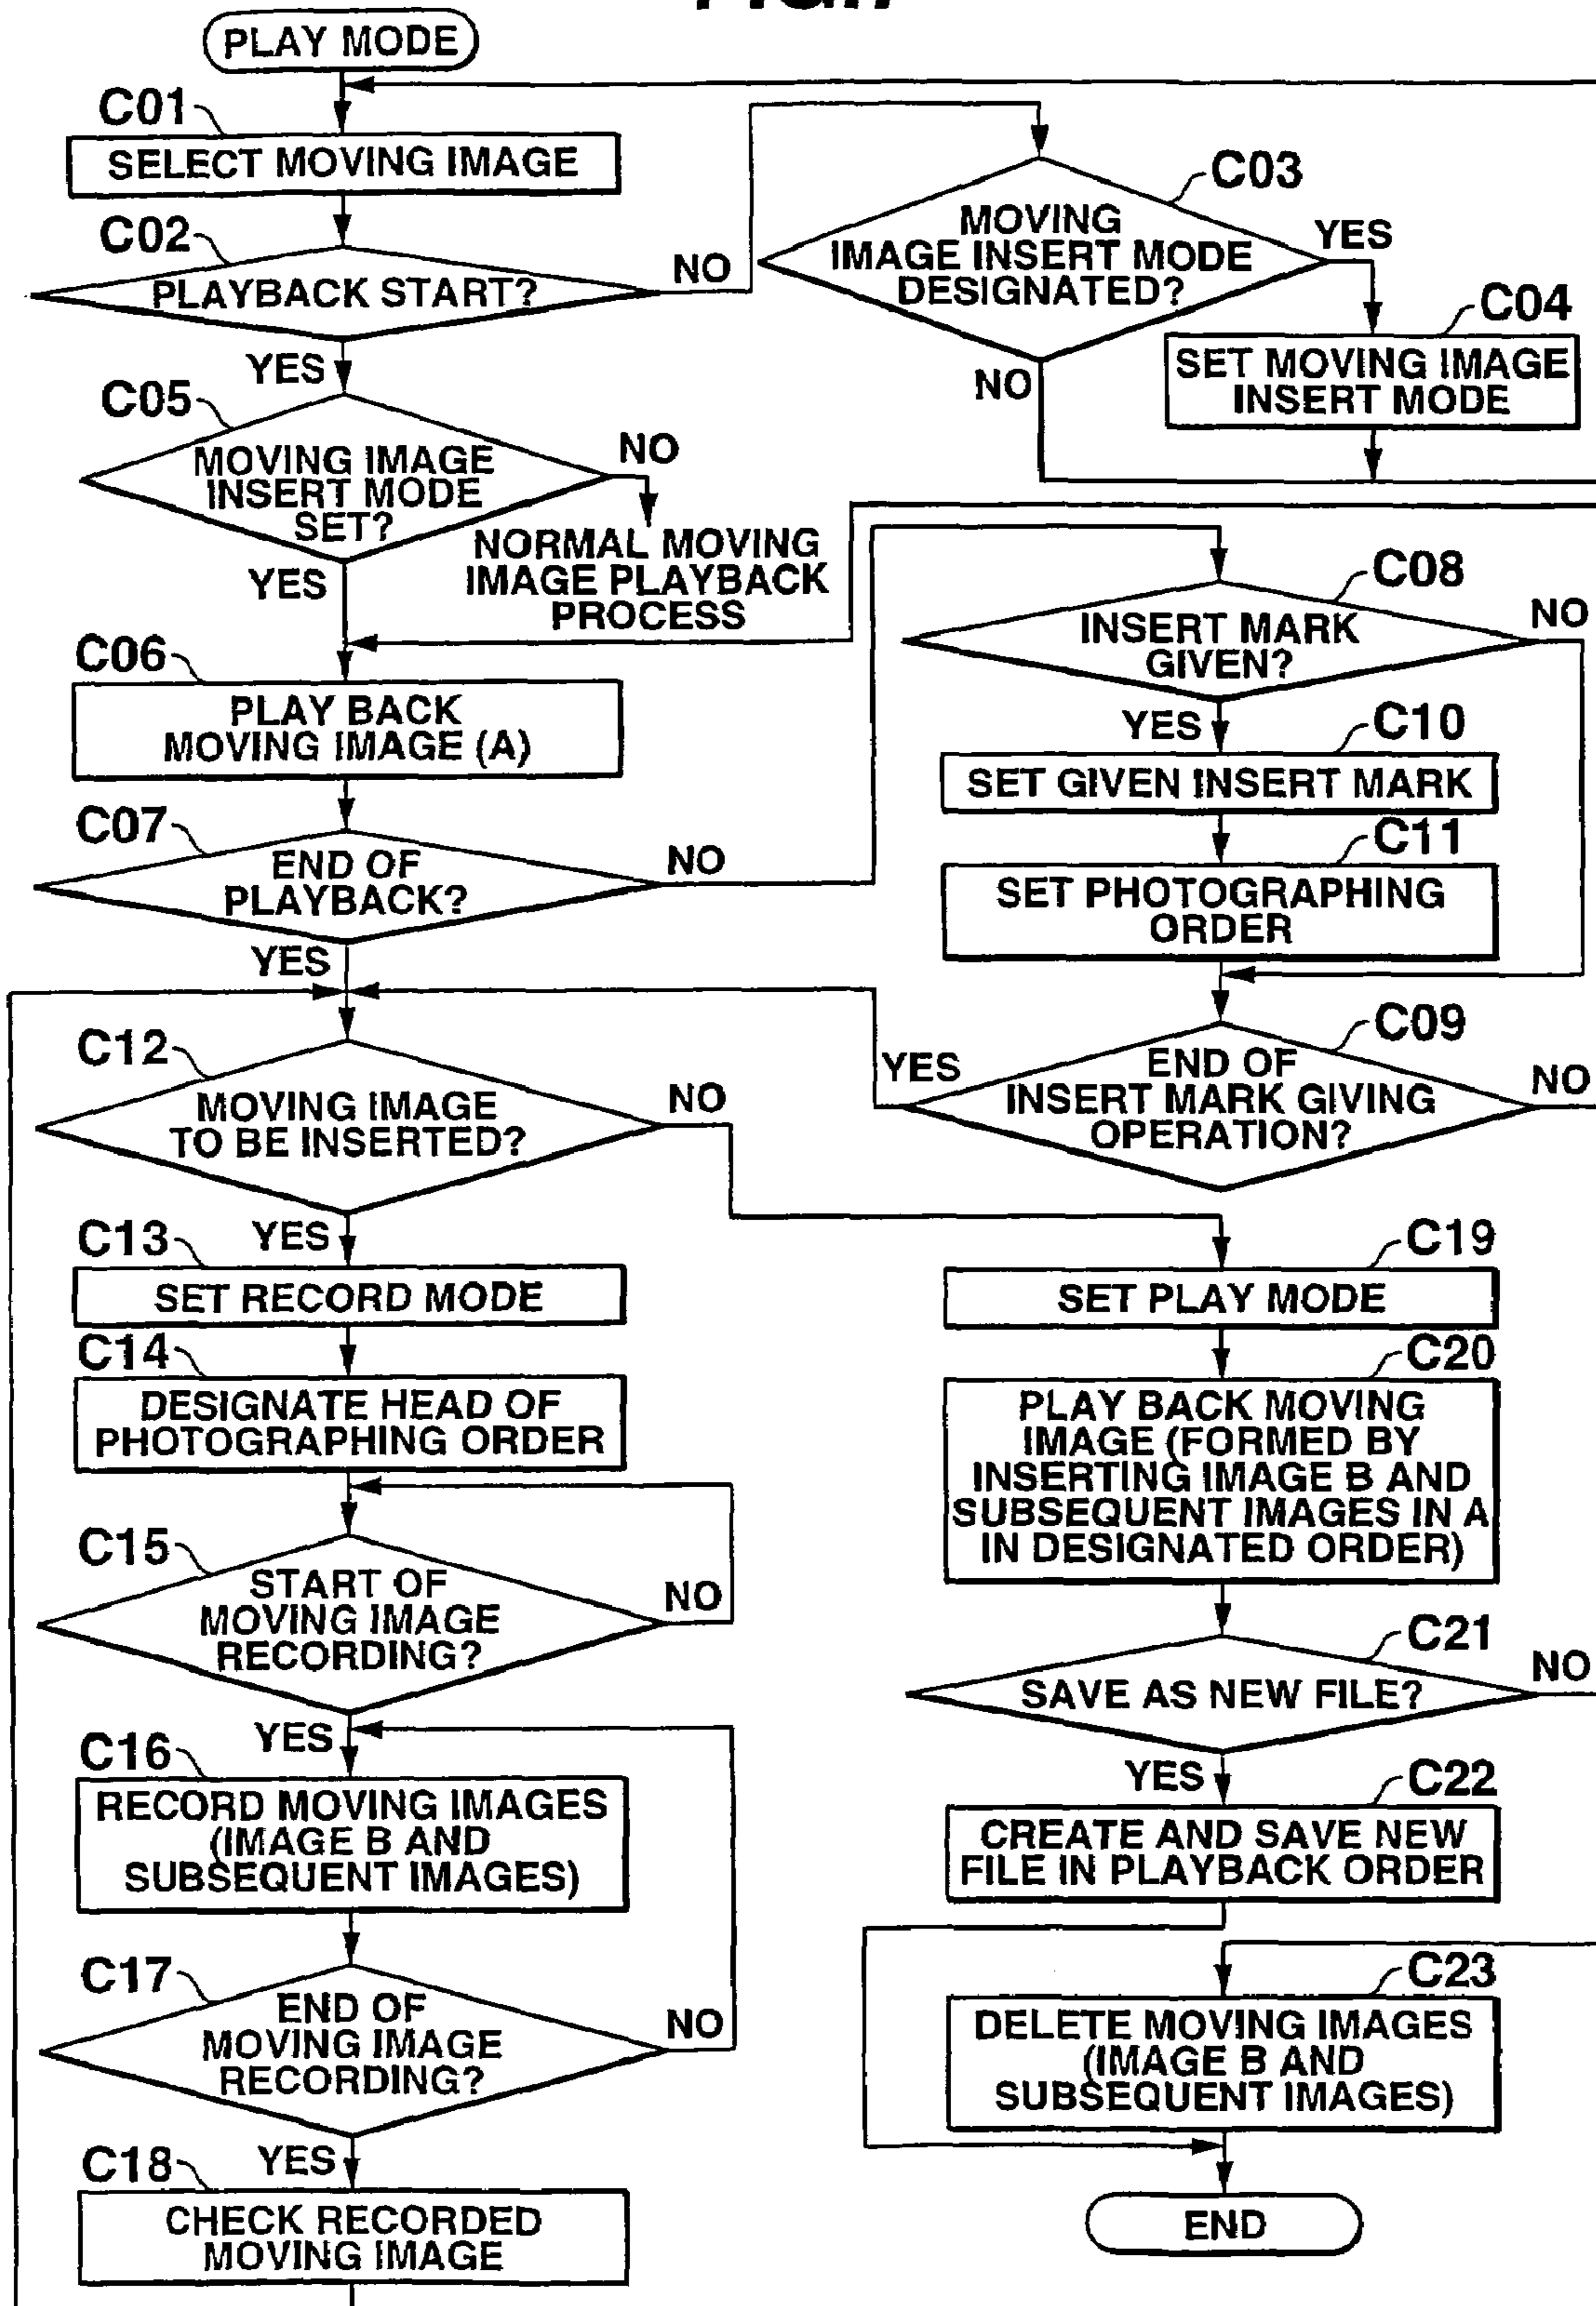 PLAY MODE
C01
SELECT MOVING IMAGE
C02
PLAYBACK START?
NO
YES
C03
MOVING
IMAGE INSERT MODE
DESIGNATED?
YES
NO
C04
SET MOVING IMAGE
INSERT MODE
C05
MOVING IMAGE
INSERT MODE
SET?
NO
YES
NORMAL MOVING
IMAGE PLAYBACK
PROCESS
C06
PLAY BACK
MOVING IMAGE (A)
C07
END OF
PLAYBACK?
NO
YES
C08
INSERT MARK
GIVEN?
NO
YES
C10
SET GIVEN INSERT MARK
C11
SET PHOTOGRAPHING
ORDER
C09
END OF
INSERT MARK GIVING
OPERATION?
YES
NO
C12
MOVING IMAGE
TO BE INSERTED?
NO
YES
C13
SET RECORD MODE
C14
DESIGNATE HEAD OF
PHOTOGRAPHING ORDER
C15
START OF
MOVING IMAGE
RECORDING?
NO
YES
C16
RECORD MOVING IMAGES
(IMAGE B AND
SUBSEQUENT IMAGES)
C17
END OF
MOVING IMAGE
RECORDING?
NO
YES
C18
CHECK RECORDED
MOVING IMAGE
C19
SET PLAY MODE
C20
PLAY BACK MOVING
IMAGE (FORMED BY
INSERTING IMAGE B AND
SUBSEQUENT IMAGES IN A
IN DESIGNATED ORDER)
C21
SAVE AS NEW FILE?
NO
YES
C22
CREATE AND SAVE NEW
FILE IN PLAYBACK ORDER
C23
DELETE MOVING IMAGES
(IMAGE B AND
SUBSEQUENT IMAGES)
END